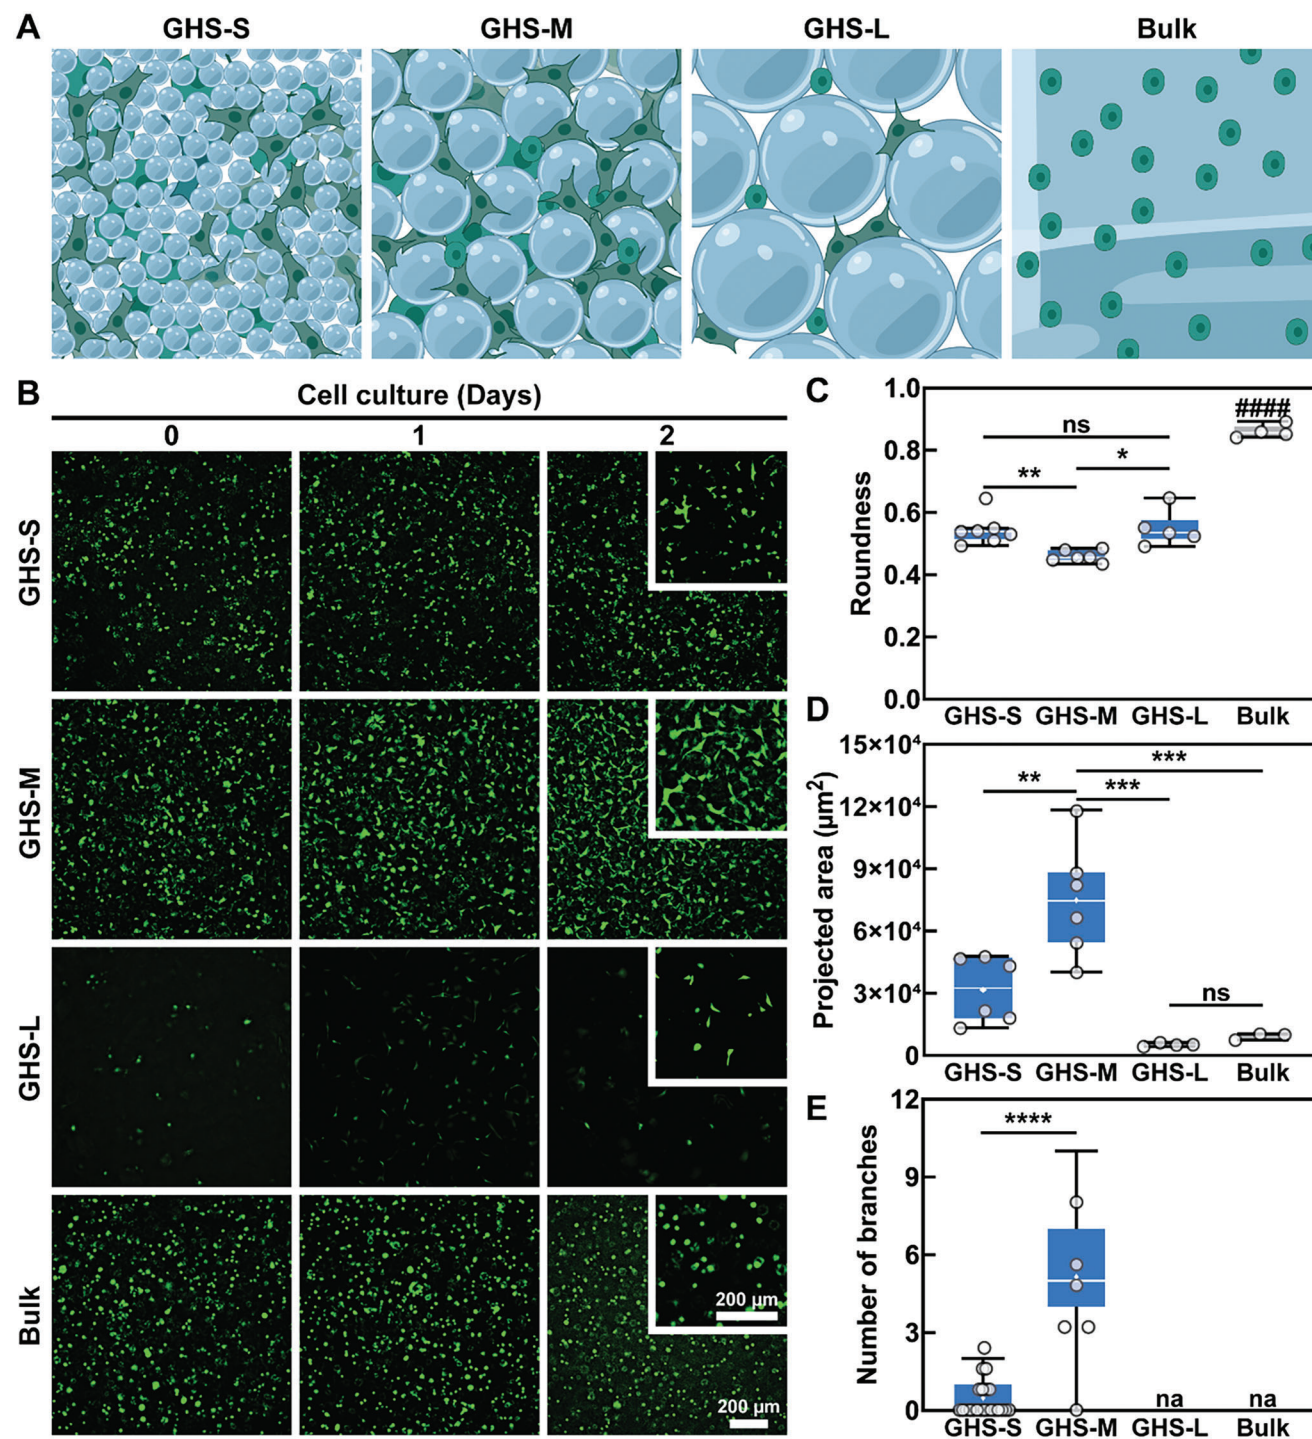 A
GHS-S GHS-M GHS-L Bulk
B
Cell culture (Days)
0 1 2
GHS-S
GHS-M
GHS-L
Bulk
200 µm
200 µm
C
Roundness
1.0
0.8
0.6
0.4
0.2
0.0
ns
**
*
####
GHS-S GHS-M GHS-L Bulk
D
Projected area (µm²)
15×10⁴
12×10⁴
9×10⁴
6×10⁴
3×10⁴
0
**
***
***
ns
GHS-S GHS-M GHS-L Bulk
E
Number of branches
12
9
6
3
0
****
na na
GHS-S GHS-M GHS-L Bulk